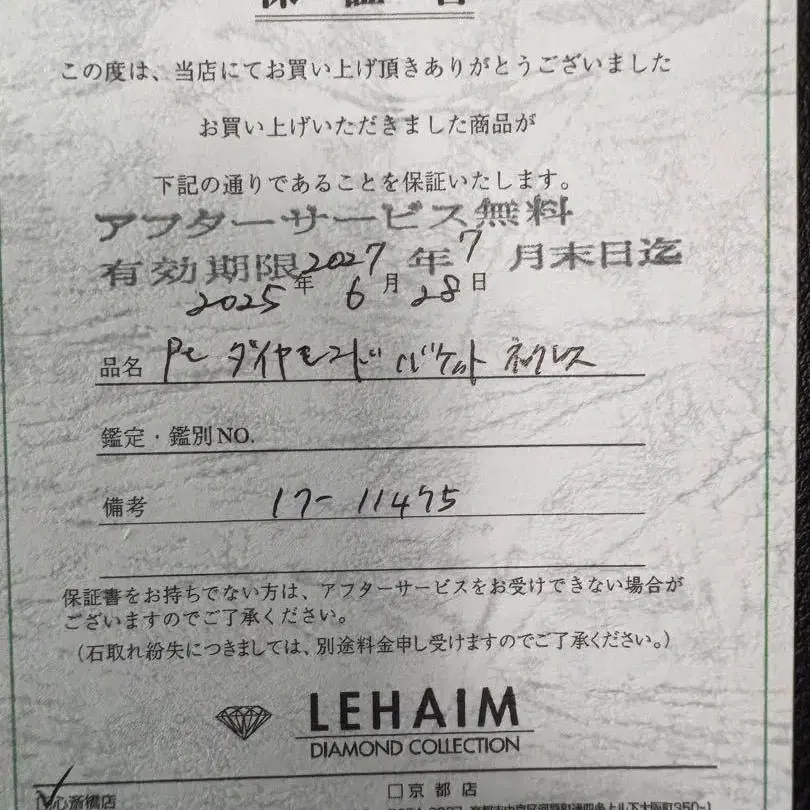 保証書
この度は、当店にてお買い上げ頂きありがとうございました
お買い上げいただきました商品が
下記の通りであることを保証いたします。
アフターサービス無料
有効期限2027年7月末日迄
2025年6月28日
品名 Pt ダイヤモンド バケット ネックレス
鑑定・鑑別NO.
備考 17-11475
保証書をお持ちでない方は、アフターサービスをお受けできない場合が
ございますのでご了承ください。
(石取れ紛失につきましては、別途料金申し受けますのでご了承ください。)
LEHAIM
DIAMOND COLLECTION
心斎橋店 □京都店